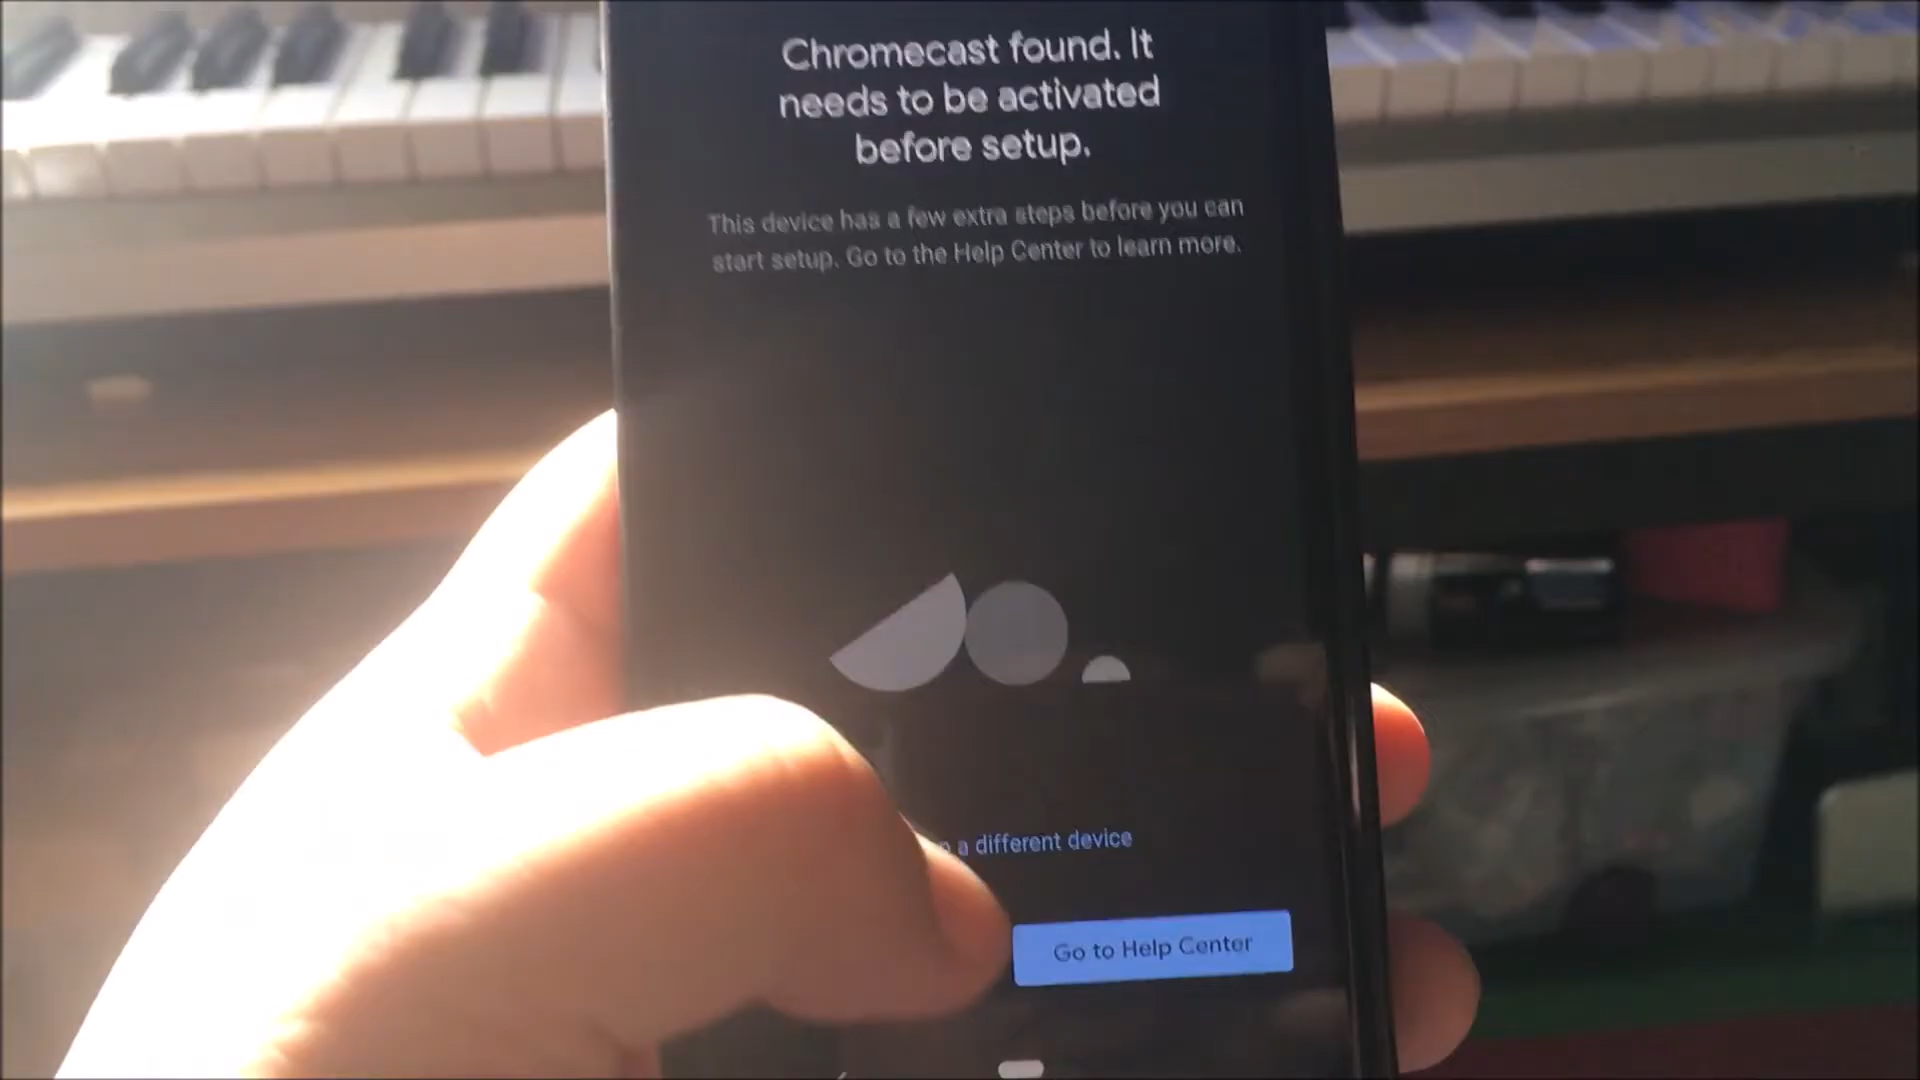 Chromecast found. It
needs to be activated
before setup.
This device has a few extra steps before you can
start setup. Go to the Help Center to learn more.
a different device
Go to Help Center